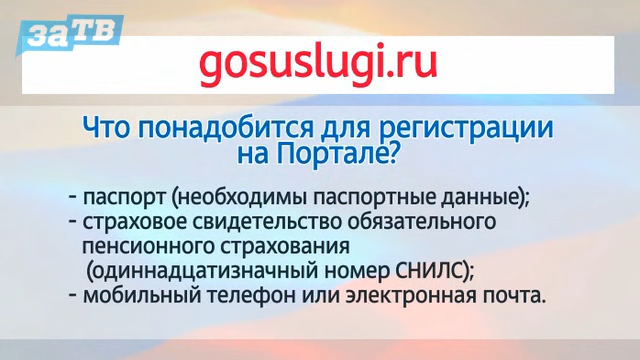 заТВ
gosuslugi.ru
Что понадобится для регистрации
на Портале?
- паспорт (необходимы паспортные данные);
- страховое свидетельство обязательного
пенсионного страхования
(одиннадцатизначный номер СНИЛС);
- мобильный телефон или электронная почта.